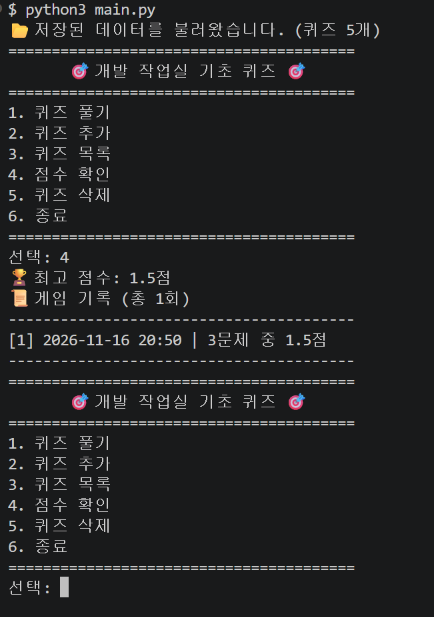 $ python3 main.py
📂 저장된 데이터를 불러왔습니다. (퀴즈 5개)
========================================
🎯 개발 작업실 기초 퀴즈 🎯
========================================
1. 퀴즈 풀기
2. 퀴즈 추가
3. 퀴즈 목록
4. 점수 확인
5. 퀴즈 삭제
6. 종료
========================================
선택: 4
🏆 최고 점수: 1.5점
📜 게임 기록 (총 1회)
----------------------------------------
[1] 2026-11-16 20:50 | 3문제 중 1.5점
----------------------------------------
========================================
🎯 개발 작업실 기초 퀴즈 🎯
========================================
1. 퀴즈 풀기
2. 퀴즈 추가
3. 퀴즈 목록
4. 점수 확인
5. 퀴즈 삭제
6. 종료
========================================
선택: